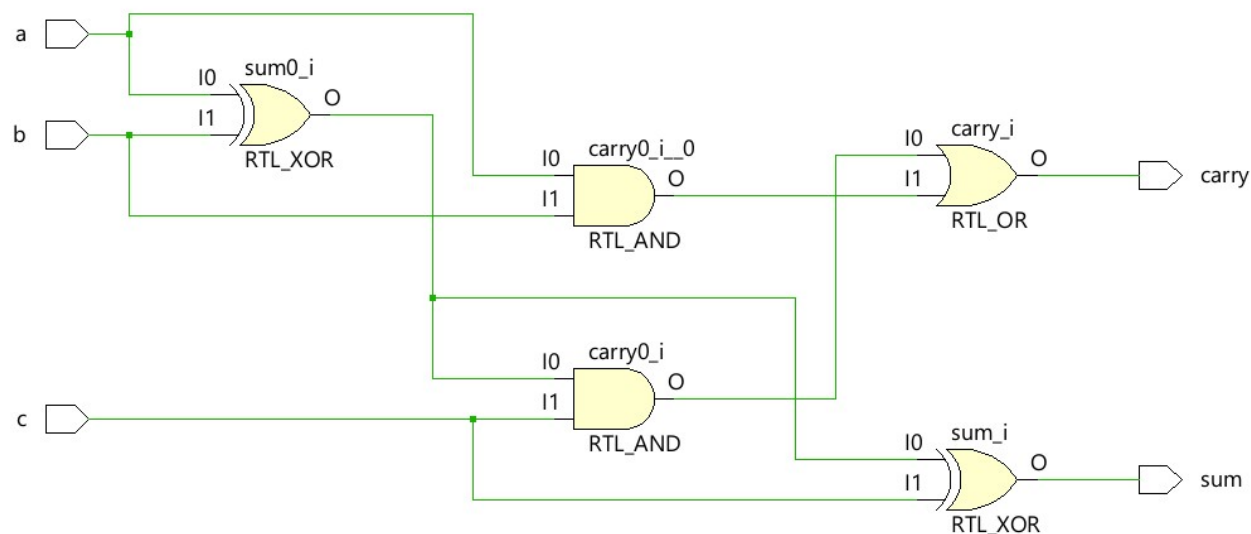 a
sum0_i
I0
O
I1
b
RTL_XOR
carry_i
carry0_i__0
I0
O
I0
O
I1
carry
I1
RTL_AND
RTL_OR
carry0_i
I0
O
I1
c
sum_i
RTL_AND
I0
O
I1
sum
RTL_XOR